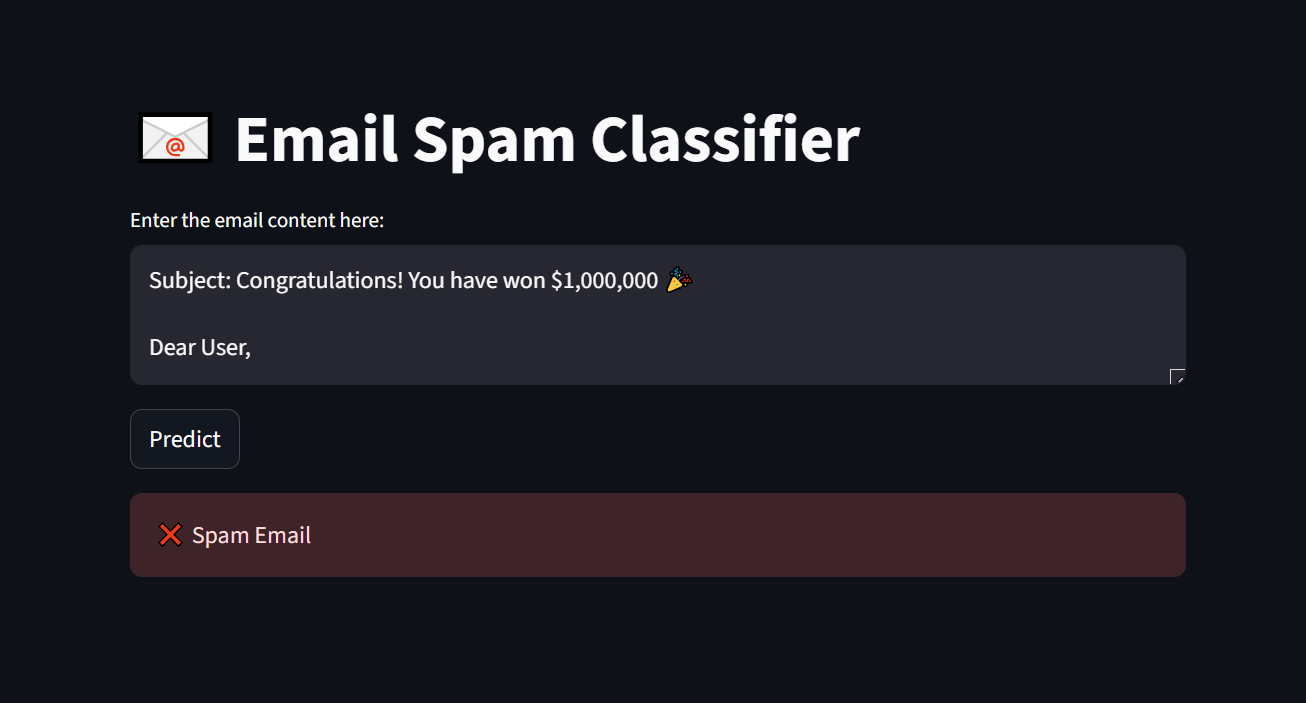 📧 Email Spam Classifier
Enter the email content here:
Subject: Congratulations! You have won $1,000,000 🎉
Dear User,
Predict
❌ Spam Email